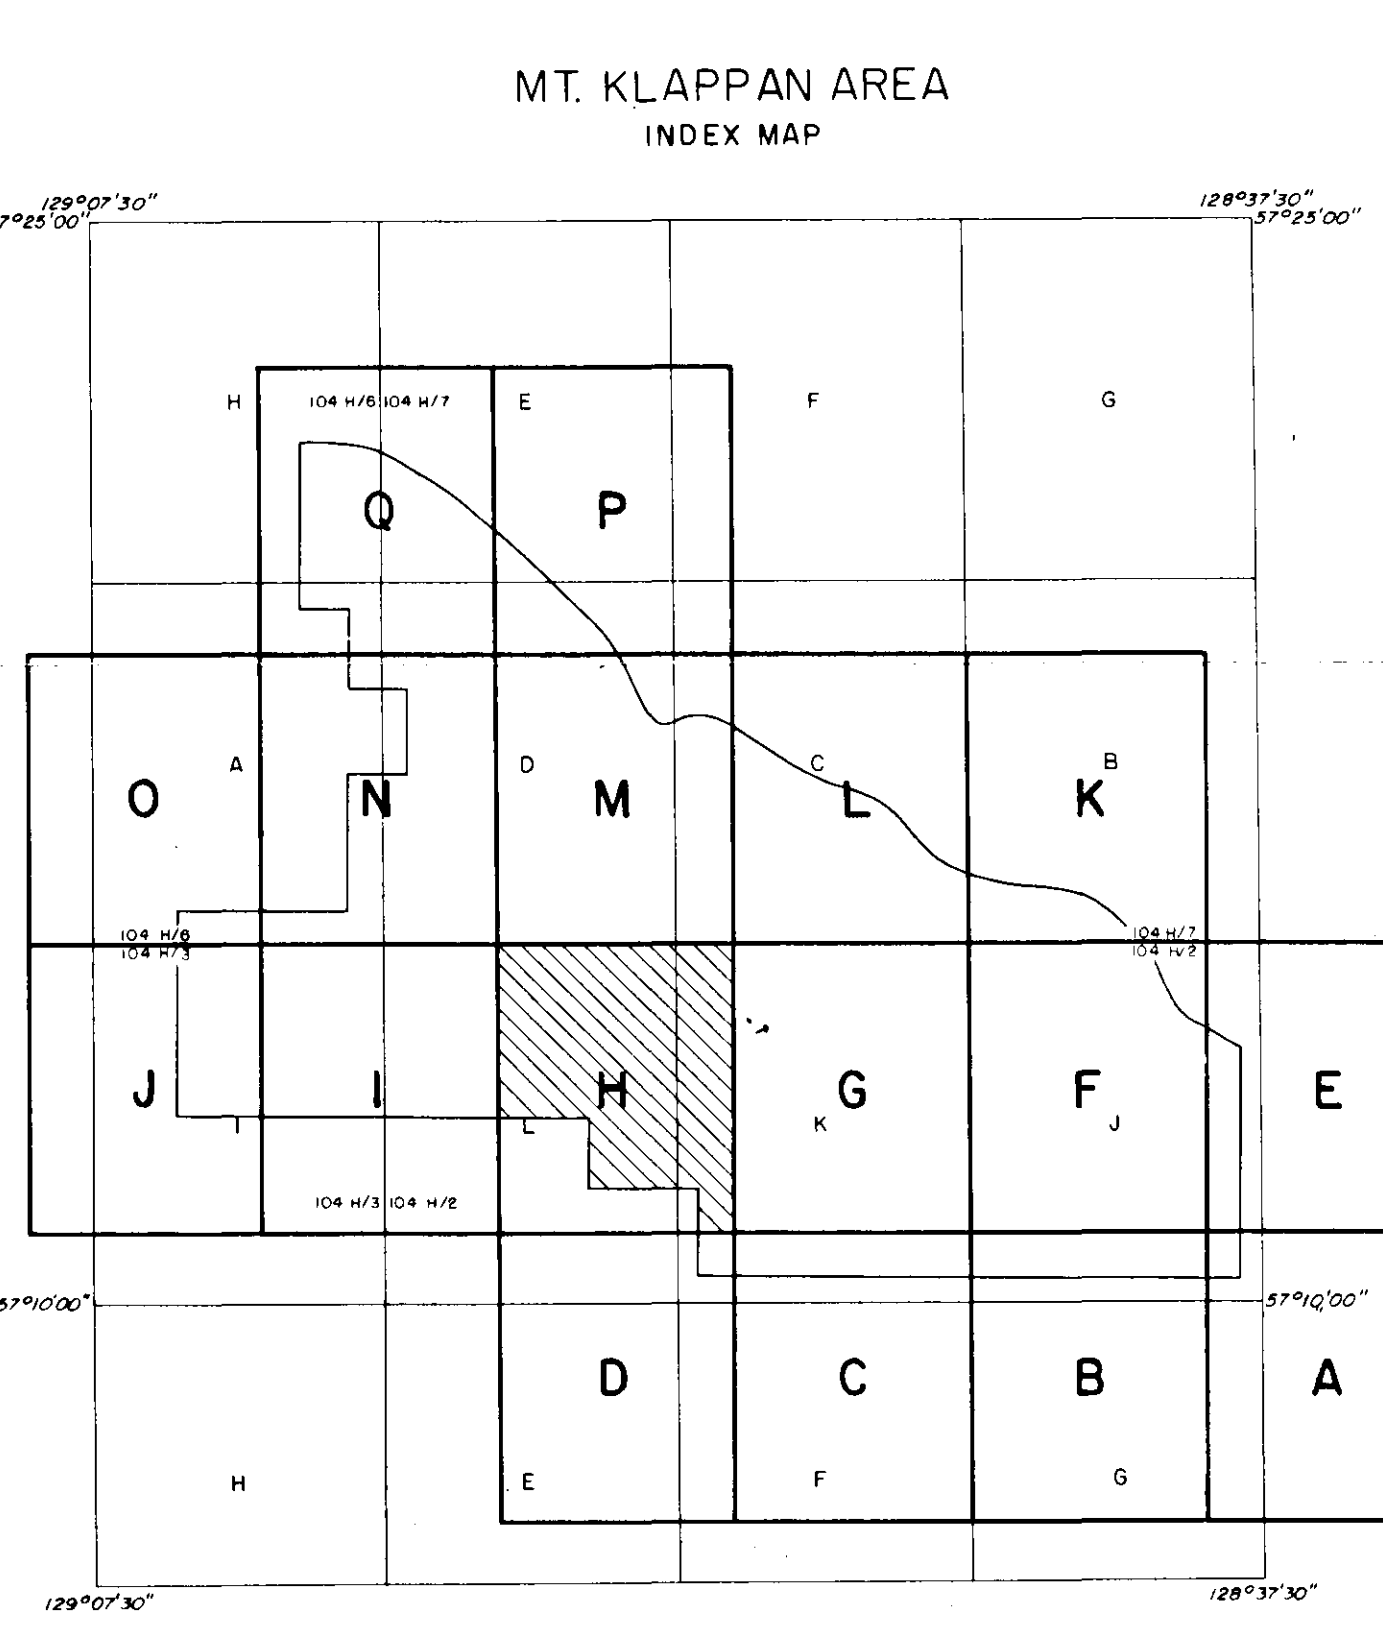 MT. KLAPPAN AREA
INDEX MAP
129°07'30"
128°37'30"
7°25'00"
57°25'00"
H
104 H/6 104 H/7
E
F
G
Q
P
A
D
C
B
O
N
M
L
K
104 H/6
104 H/7
104 H/3
104 H/2
J
I
H
G
F
E
I
L
K
J
104 H/3 104 H/2
57°10'00"
57°10'00"
D
C
B
A
H
E
F
G
129°07'30"
128°37'30"